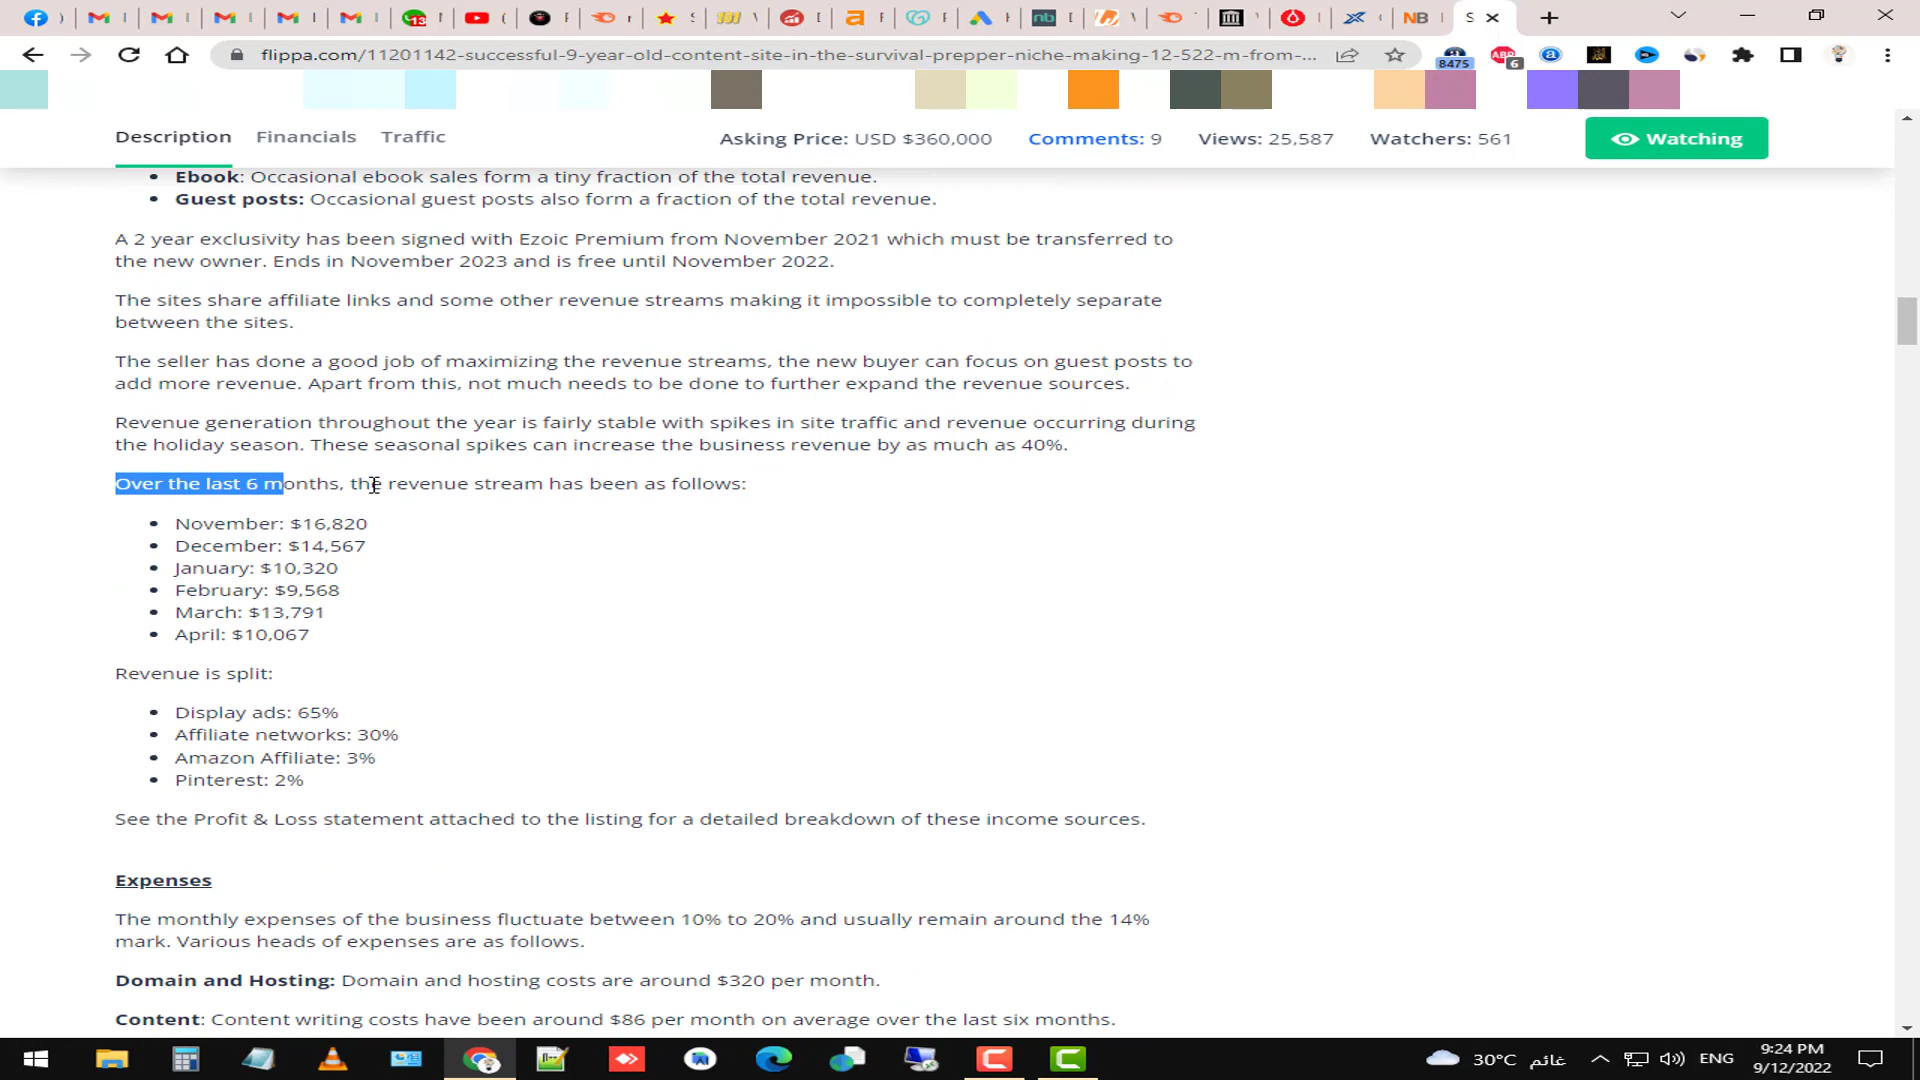 flippa.com/11201142-successful-9-year-old-content-site-in-the-survival-prepper-niche-making-12-522-m-from-...
8475
6
Description Financials Traffic Asking Price: USD $360,000 Comments: 9 Views: 25,587 Watchers: 561 Watching
• Ebook: Occasional ebook sales form a tiny fraction of the total revenue.
• Guest posts: Occasional guest posts also form a fraction of the total revenue.
A 2 year exclusivity has been signed with Ezoic Premium from November 2021 which must be transferred to
the new owner. Ends in November 2023 and is free until November 2022.
The sites share affiliate links and some other revenue streams making it impossible to completely separate
between the sites.
The seller has done a good job of maximizing the revenue streams, the new buyer can focus on guest posts to
add more revenue. Apart from this, not much needs to be done to further expand the revenue sources.
Revenue generation throughout the year is fairly stable with spikes in site traffic and revenue occurring during
the holiday season. These seasonal spikes can increase the business revenue by as much as 40%.
Over the last 6 months, the revenue stream has been as follows:
• November: $16,820
• December: $14,567
• January: $10,320
• February: $9,568
• March: $13,791
• April: $10,067
Revenue is split:
• Display ads: 65%
• Affiliate networks: 30%
• Amazon Affiliate: 3%
• Pinterest: 2%
See the Profit & Loss statement attached to the listing for a detailed breakdown of these income sources.
Expenses
The monthly expenses of the business fluctuate between 10% to 20% and usually remain around the 14%
mark. Various heads of expenses are as follows.
Domain and Hosting: Domain and hosting costs are around $320 per month.
Content: Content writing costs have been around $86 per month on average over the last six months.
30°C غائم ENG 9:24 PM
9/12/2022